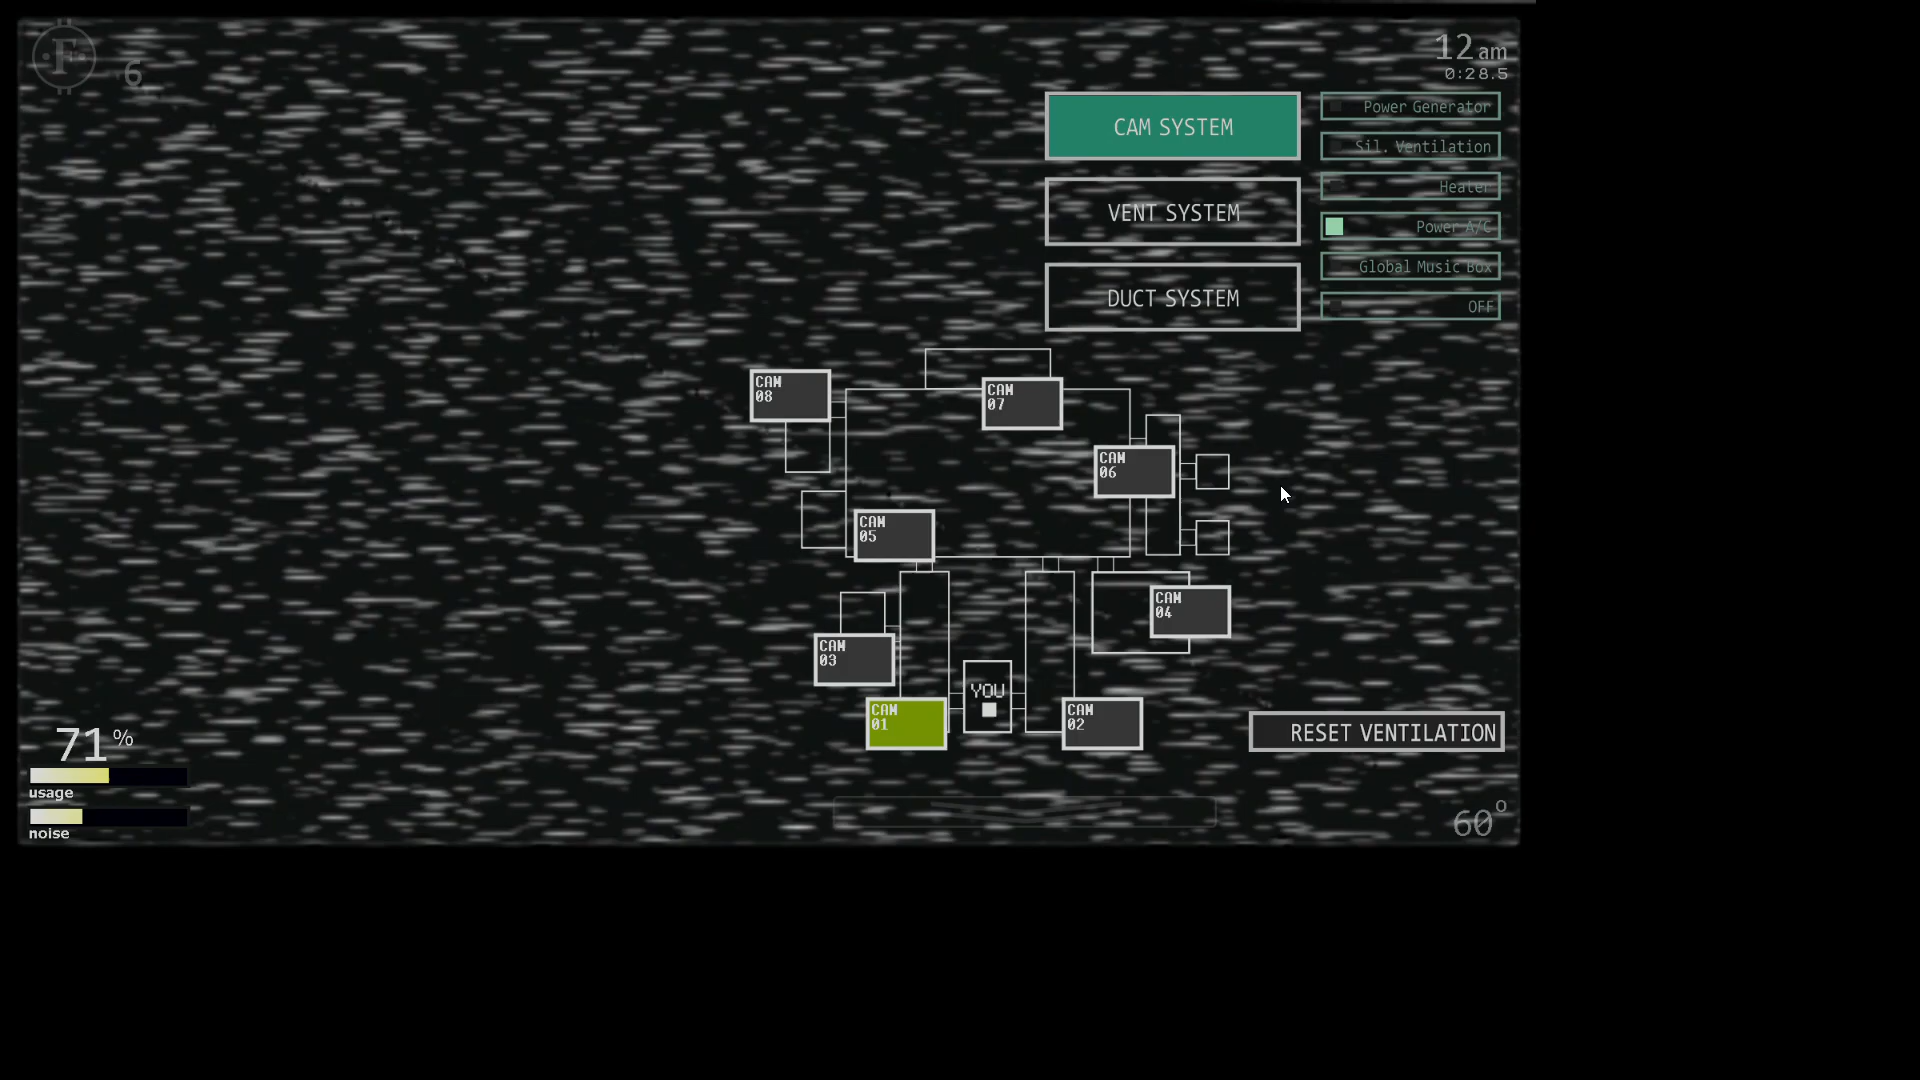 F
6
12 am
0:28.5
CAM SYSTEM
Power Generator
Sil. Ventilation
Heater
VENT SYSTEM
Power A/C
Global Music Box
DUCT SYSTEM
OFF
CAM
08
CAM
07
CAM
06
CAM
05
CAM
04
CAM
03
YOU
CAM
01
CAM
02
RESET VENTILATION
71%
usage
noise
60°